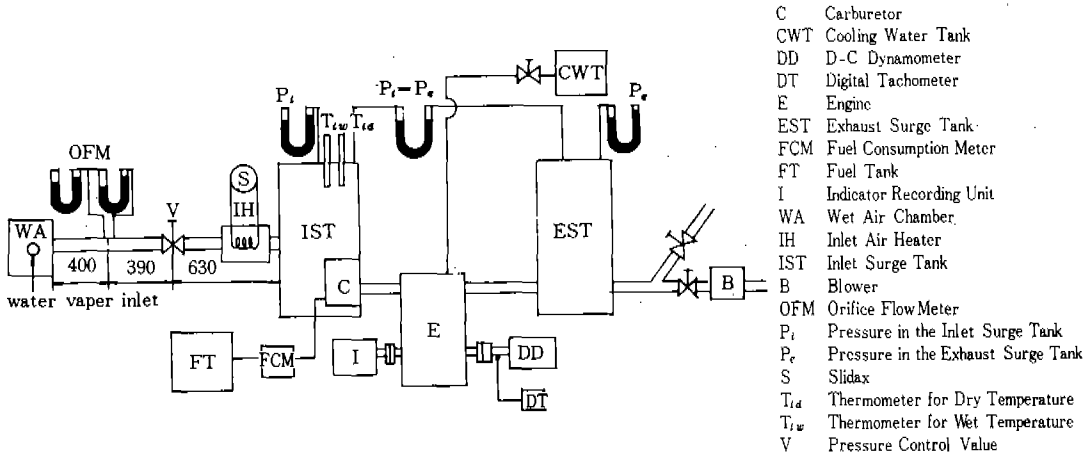 P_i
P_i-P_e
P_e
T_iw T_id
CWT
OFM
S
V
IH
WA
IST
EST
400
390
630
C
B
water vaper inlet
E
FT
FCM
I
DD
DT
C Carburetor
CWT Cooling Water Tank
DD D-C Dynamometer
DT Digital Tachometer
E Engine
EST Exhaust Surge Tank
FCM Fuel Consumption Meter
FT Fuel Tank
I Indicator Recording Unit
WA Wet Air Chamber
IH Inlet Air Heater
IST Inlet Surge Tank
B Blower
OFM Orifice Flow Meter
P_i Pressure in the Inlet Surge Tank
P_e Pressure in the Exhaust Surge Tank
S Slidax
T_id Thermometer for Dry Temperature
T_iw Thermometer for Wet Temperature
V Pressure Control Value